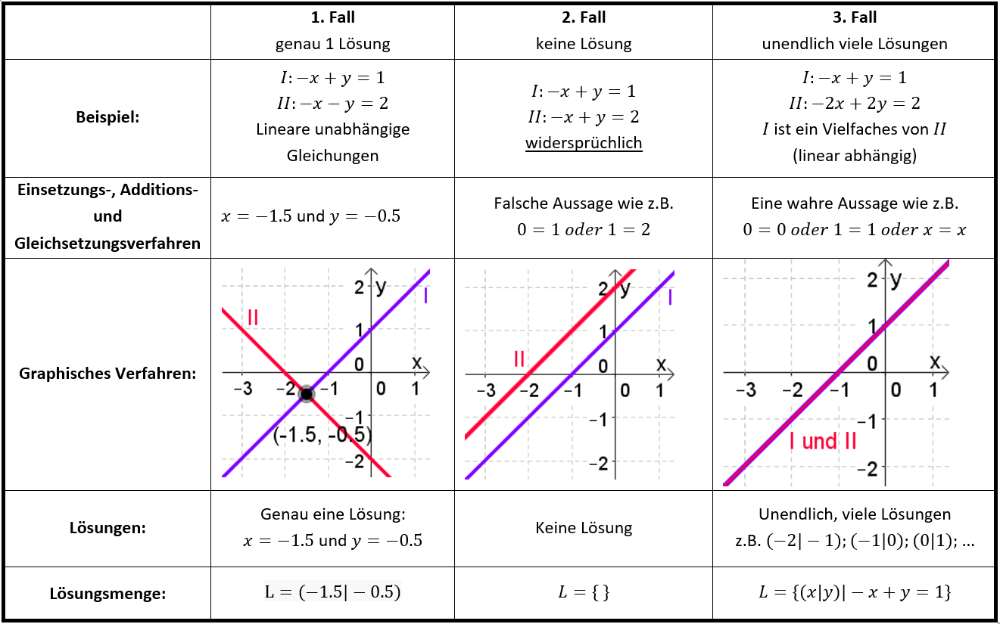 1. Fall
genau 1 Lösung
2. Fall
keine Lösung
3. Fall
unendlich viele Lösungen
Beispiel:
I: −x + y = 1
II: −x − y = 2
Lineare unabhängige
Gleichungen
I: −x + y = 1
II: −x + y = 2
widersprüchlich
I: −x + y = 1
II: −2x + 2y = 2
I ist ein Vielfaches von II
(linear abhängig)
Einsetzungs-, Additions-
und
Gleichsetzungsverfahren
x = −1.5 und y = −0.5
Falsche Aussage wie z.B.
0 = 1 oder 1 = 2
Eine wahre Aussage wie z.B.
0 = 0 oder 1 = 1 oder x = x
Graphisches Verfahren:
2 y
I
II
1
0 x
−3 −2 −1 0 1
−1
(-1.5, -0.5)
−2
2 y
I
1
II
0 x
−3 −2 −1 0 1
−1
−2
2 y
1
0 x
−3 −2 −1 0 1
−1
I und II
−2
Lösungen:
Genau eine Lösung:
x = −1.5 und y = −0.5
Keine Lösung
Unendlich, viele Lösungen
z.B. (−2| − 1); (−1|0); (0|1); ...
Lösungsmenge:
L = (−1.5| − 0.5)
L = { }
L = {(x|y)| − x + y = 1}